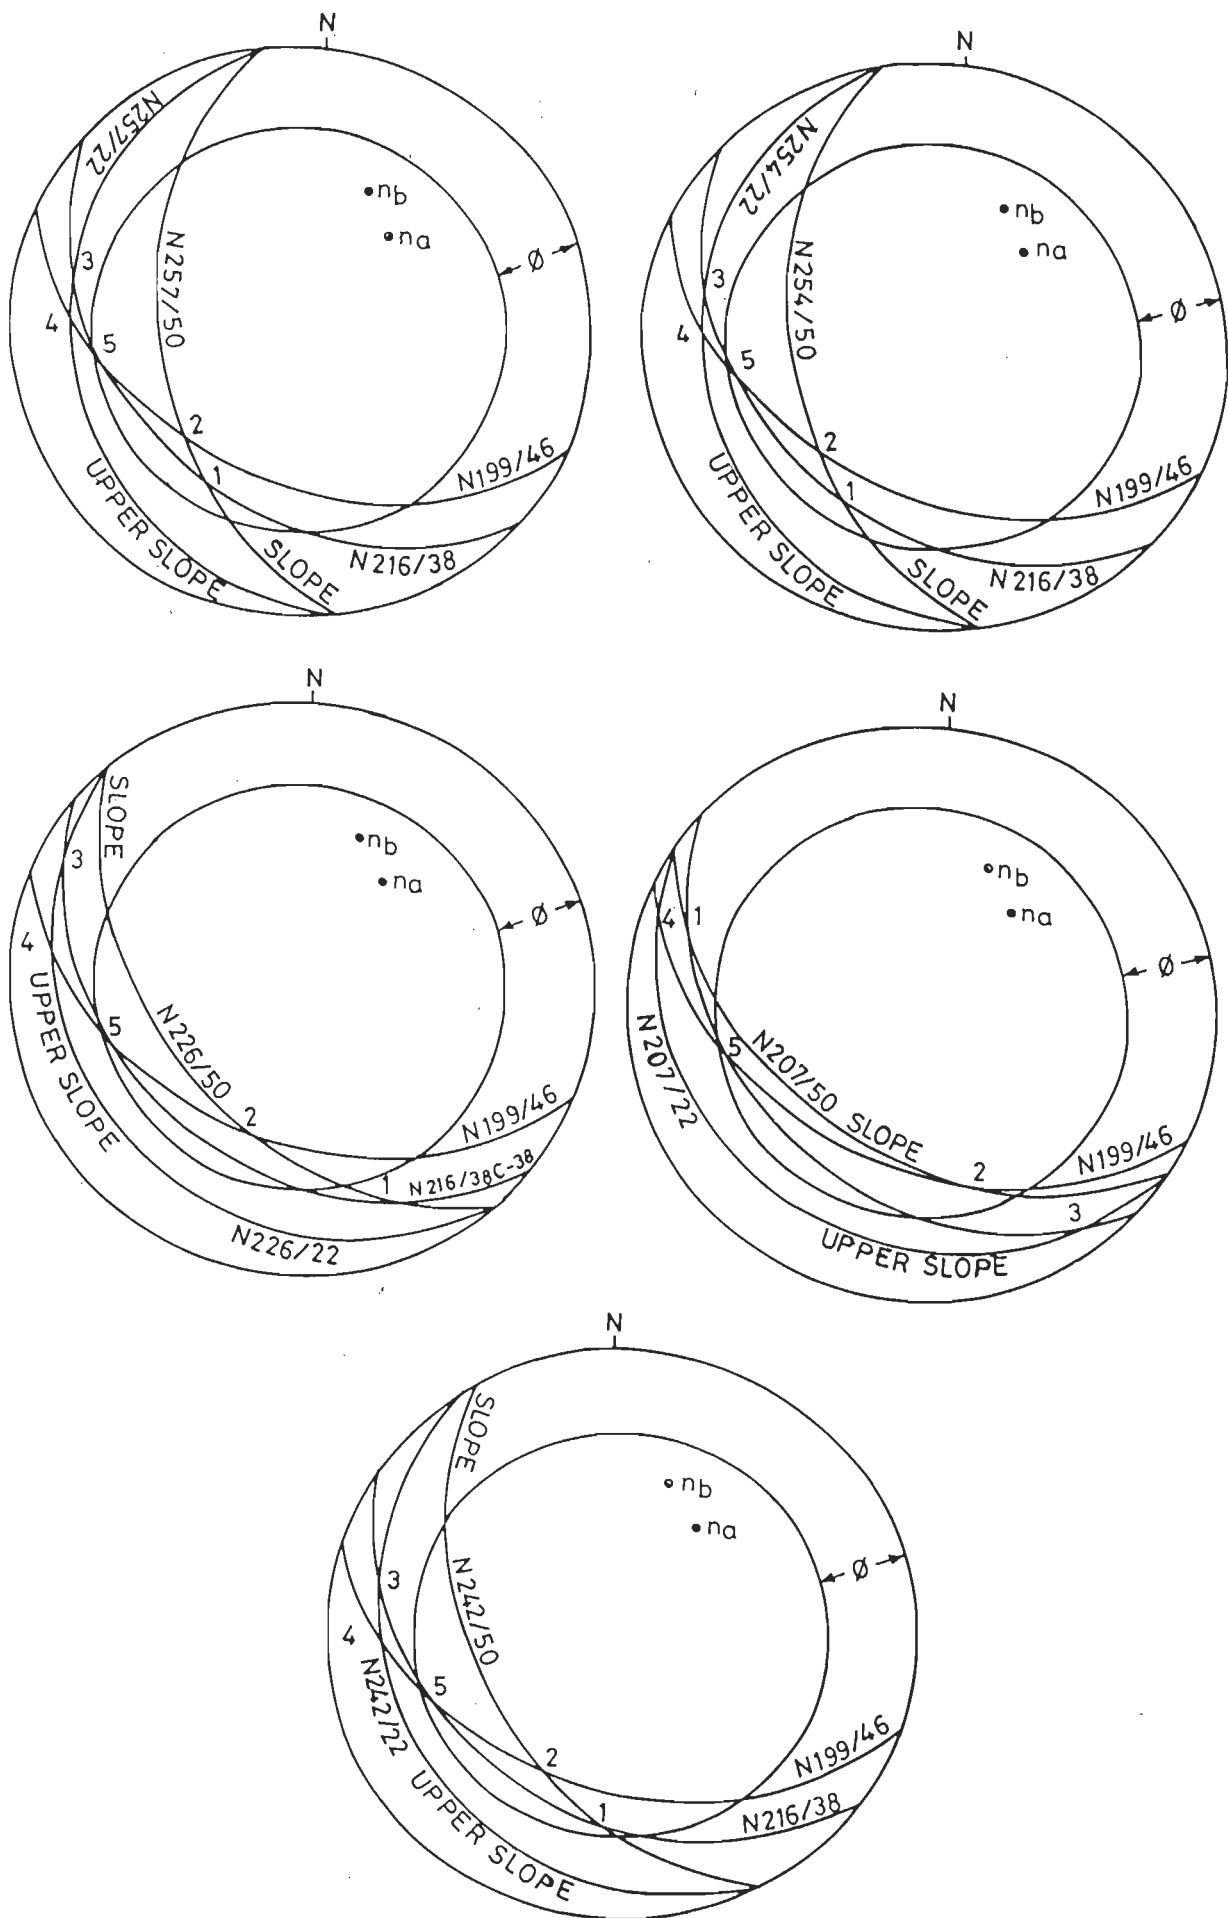 N
N257/22
nb
na
Ø
N257/50
3
4
5
2
1
N199/46
N216/38
UPPER SLOPE
SLOPE
N
N254/22
nb
na
Ø
N254/50
3
4
5
2
1
N199/46
N216/38
UPPER SLOPE
SLOPE
N
SLOPE
nb
na
Ø
3
4
5
N226/50
2
1
N199/46
N216/38C-38
UPPER SLOPE
N226/22
N
nb
na
Ø
4
1
5
N207/50 SLOPE
N207/22
2
N199/46
3
UPPER SLOPE
N
SLOPE
nb
na
Ø
3
N242/50
4
5
N242/22 UPPER SLOPE
2
1
N199/46
N216/38